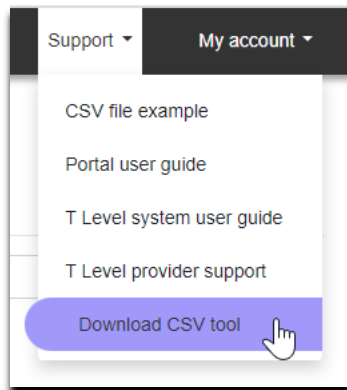 Support My account
CSV file example
Portal user guide
T Level system user guide
T Level provider support
Download CSV tool